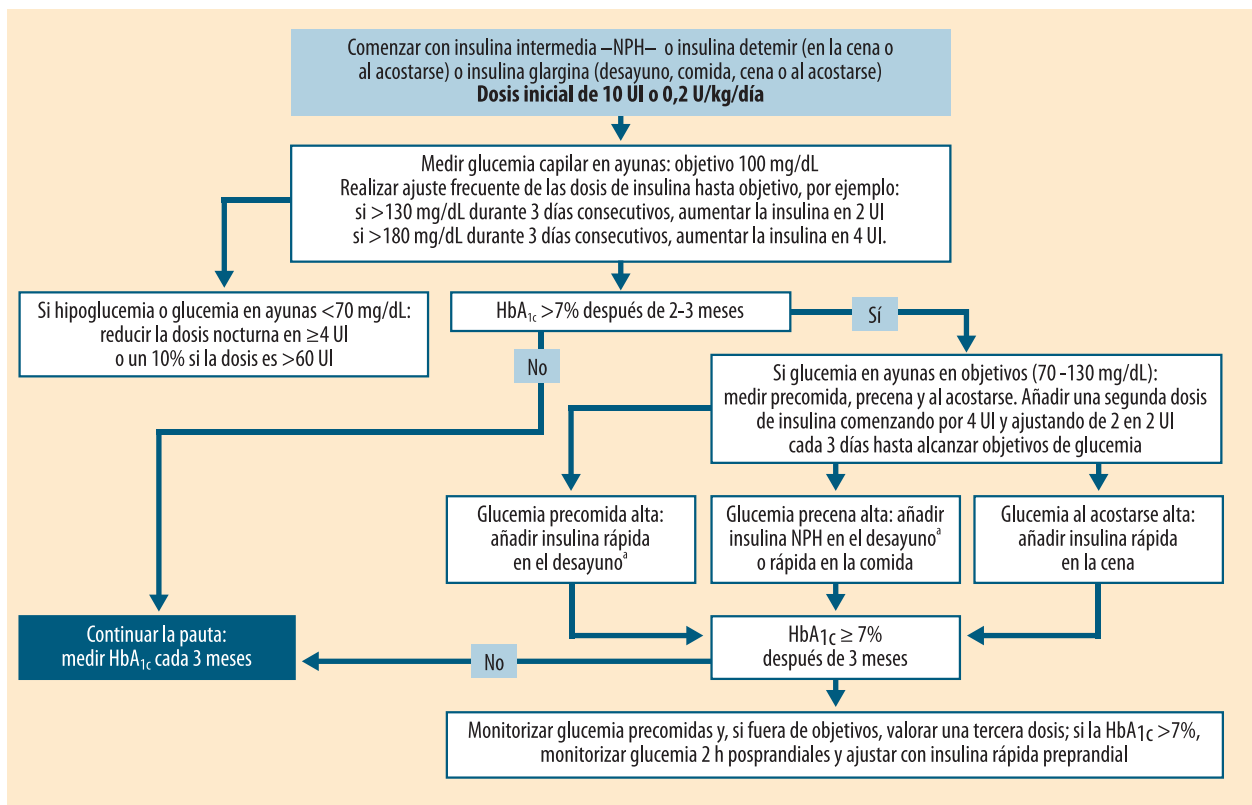 Comenzar con insulina intermedia –NPH– o insulina detemir (en la cena o
al acostarse) o insulina glargina (desayuno, comida, cena o al acostarse)
Dosis inicial de 10 UI o 0,2 U/kg/día
Medir glucemia capilar en ayunas: objetivo 100 mg/dL
Realizar ajuste frecuente de las dosis de insulina hasta objetivo, por ejemplo:
si >130 mg/dL durante 3 días consecutivos, aumentar la insulina en 2 UI
si >180 mg/dL durante 3 días consecutivos, aumentar la insulina en 4 UI.
Si hipoglucemia o glucemia en ayunas <70 mg/dL:
reducir la dosis nocturna en ≥4 UI
o un 10% si la dosis es >60 UI
HbA1c >7% después de 2-3 meses
Sí
No
Si glucemia en ayunas en objetivos (70 -130 mg/dL):
medir precomida, precena y al acostarse. Añadir una segunda dosis
de insulina comenzando por 4 UI y ajustando de 2 en 2 UI
cada 3 días hasta alcanzar objetivos de glucemia
Glucemia precomida alta:
añadir insulina rápida
en el desayunoª
Glucemia precena alta: añadir
insulina NPH en el desayunoª
o rápida en la comida
Glucemia al acostarse alta:
añadir insulina rápida
en la cena
Continuar la pauta:
medir HbA1c cada 3 meses
No
HbA1c ≥ 7%
después de 3 meses
Monitorizar glucemia precomidas y, si fuera de objetivos, valorar una tercera dosis; si la HbA1c >7%,
monitorizar glucemia 2 h posprandiales y ajustar con insulina rápida preprandial